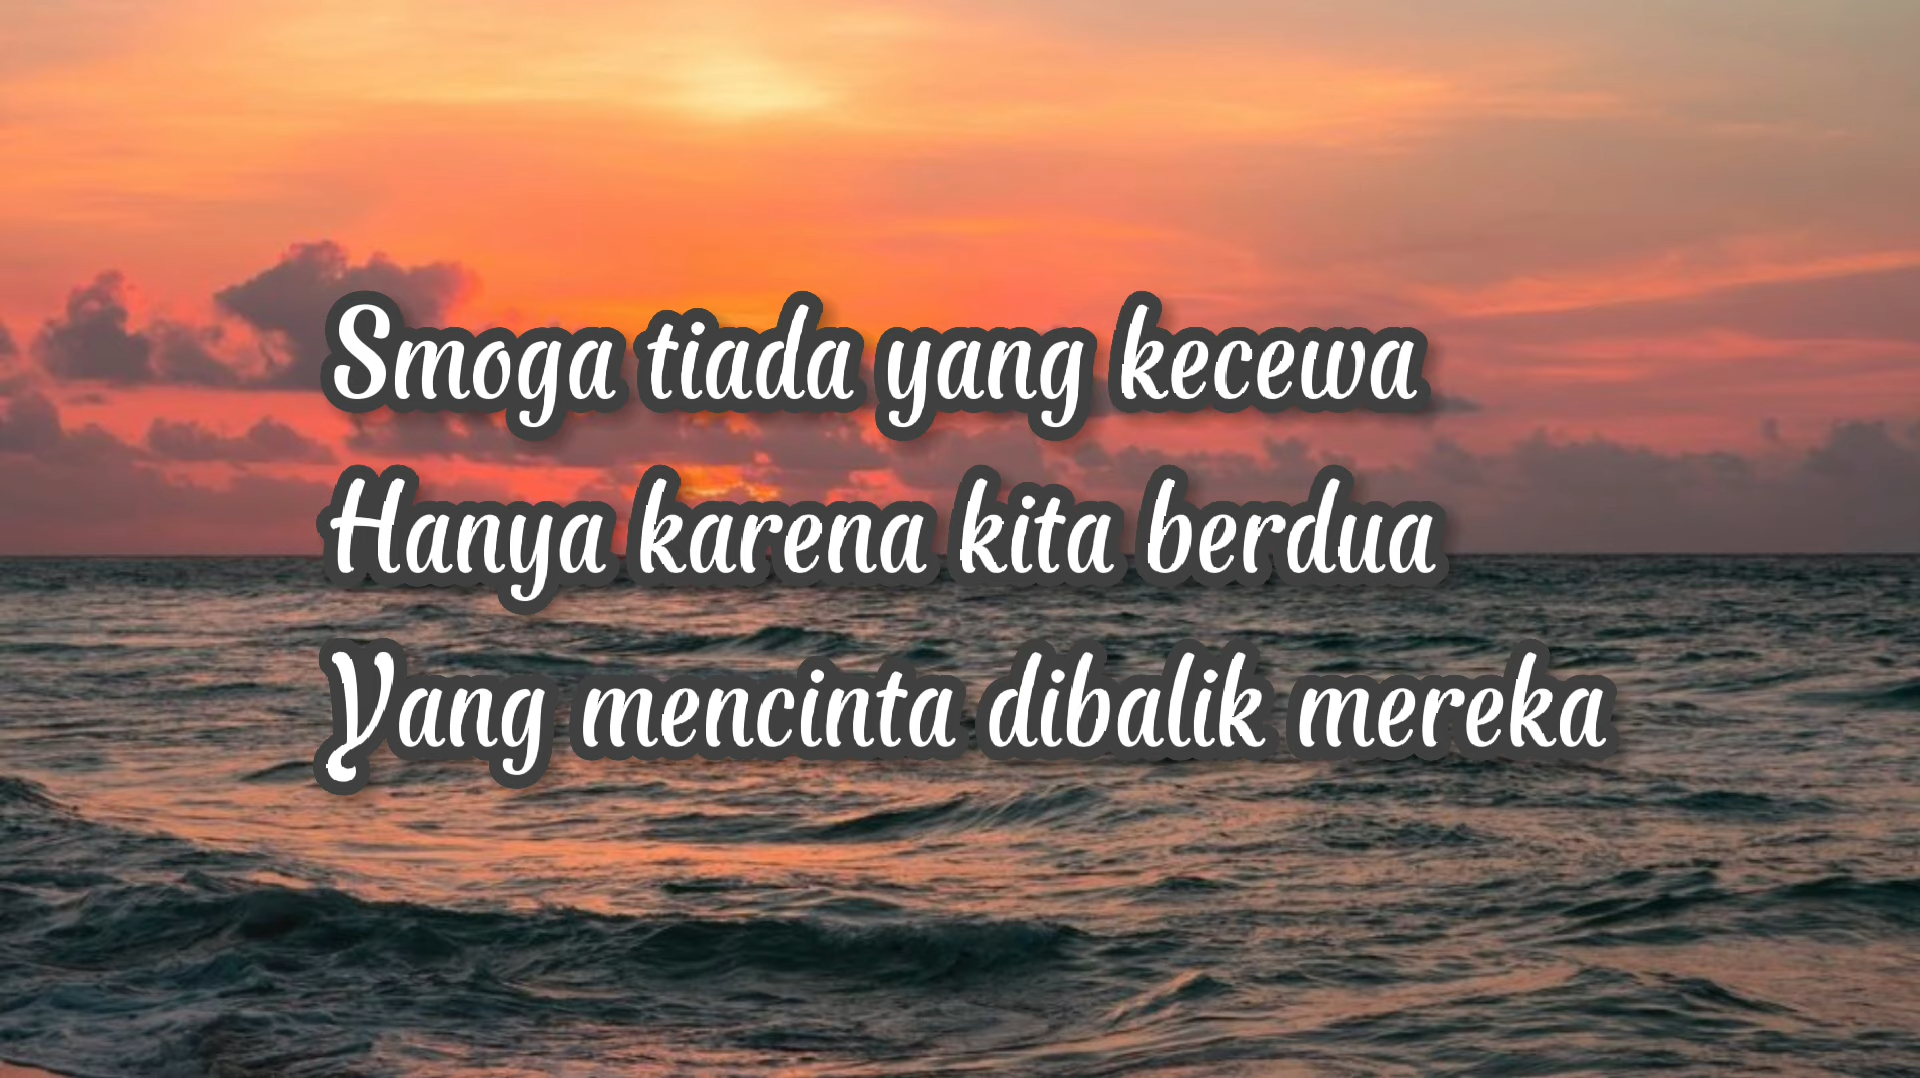 Smoga tiada yang kecewa
Hanya karena kita berdua
Yang mencinta dibalik mereka